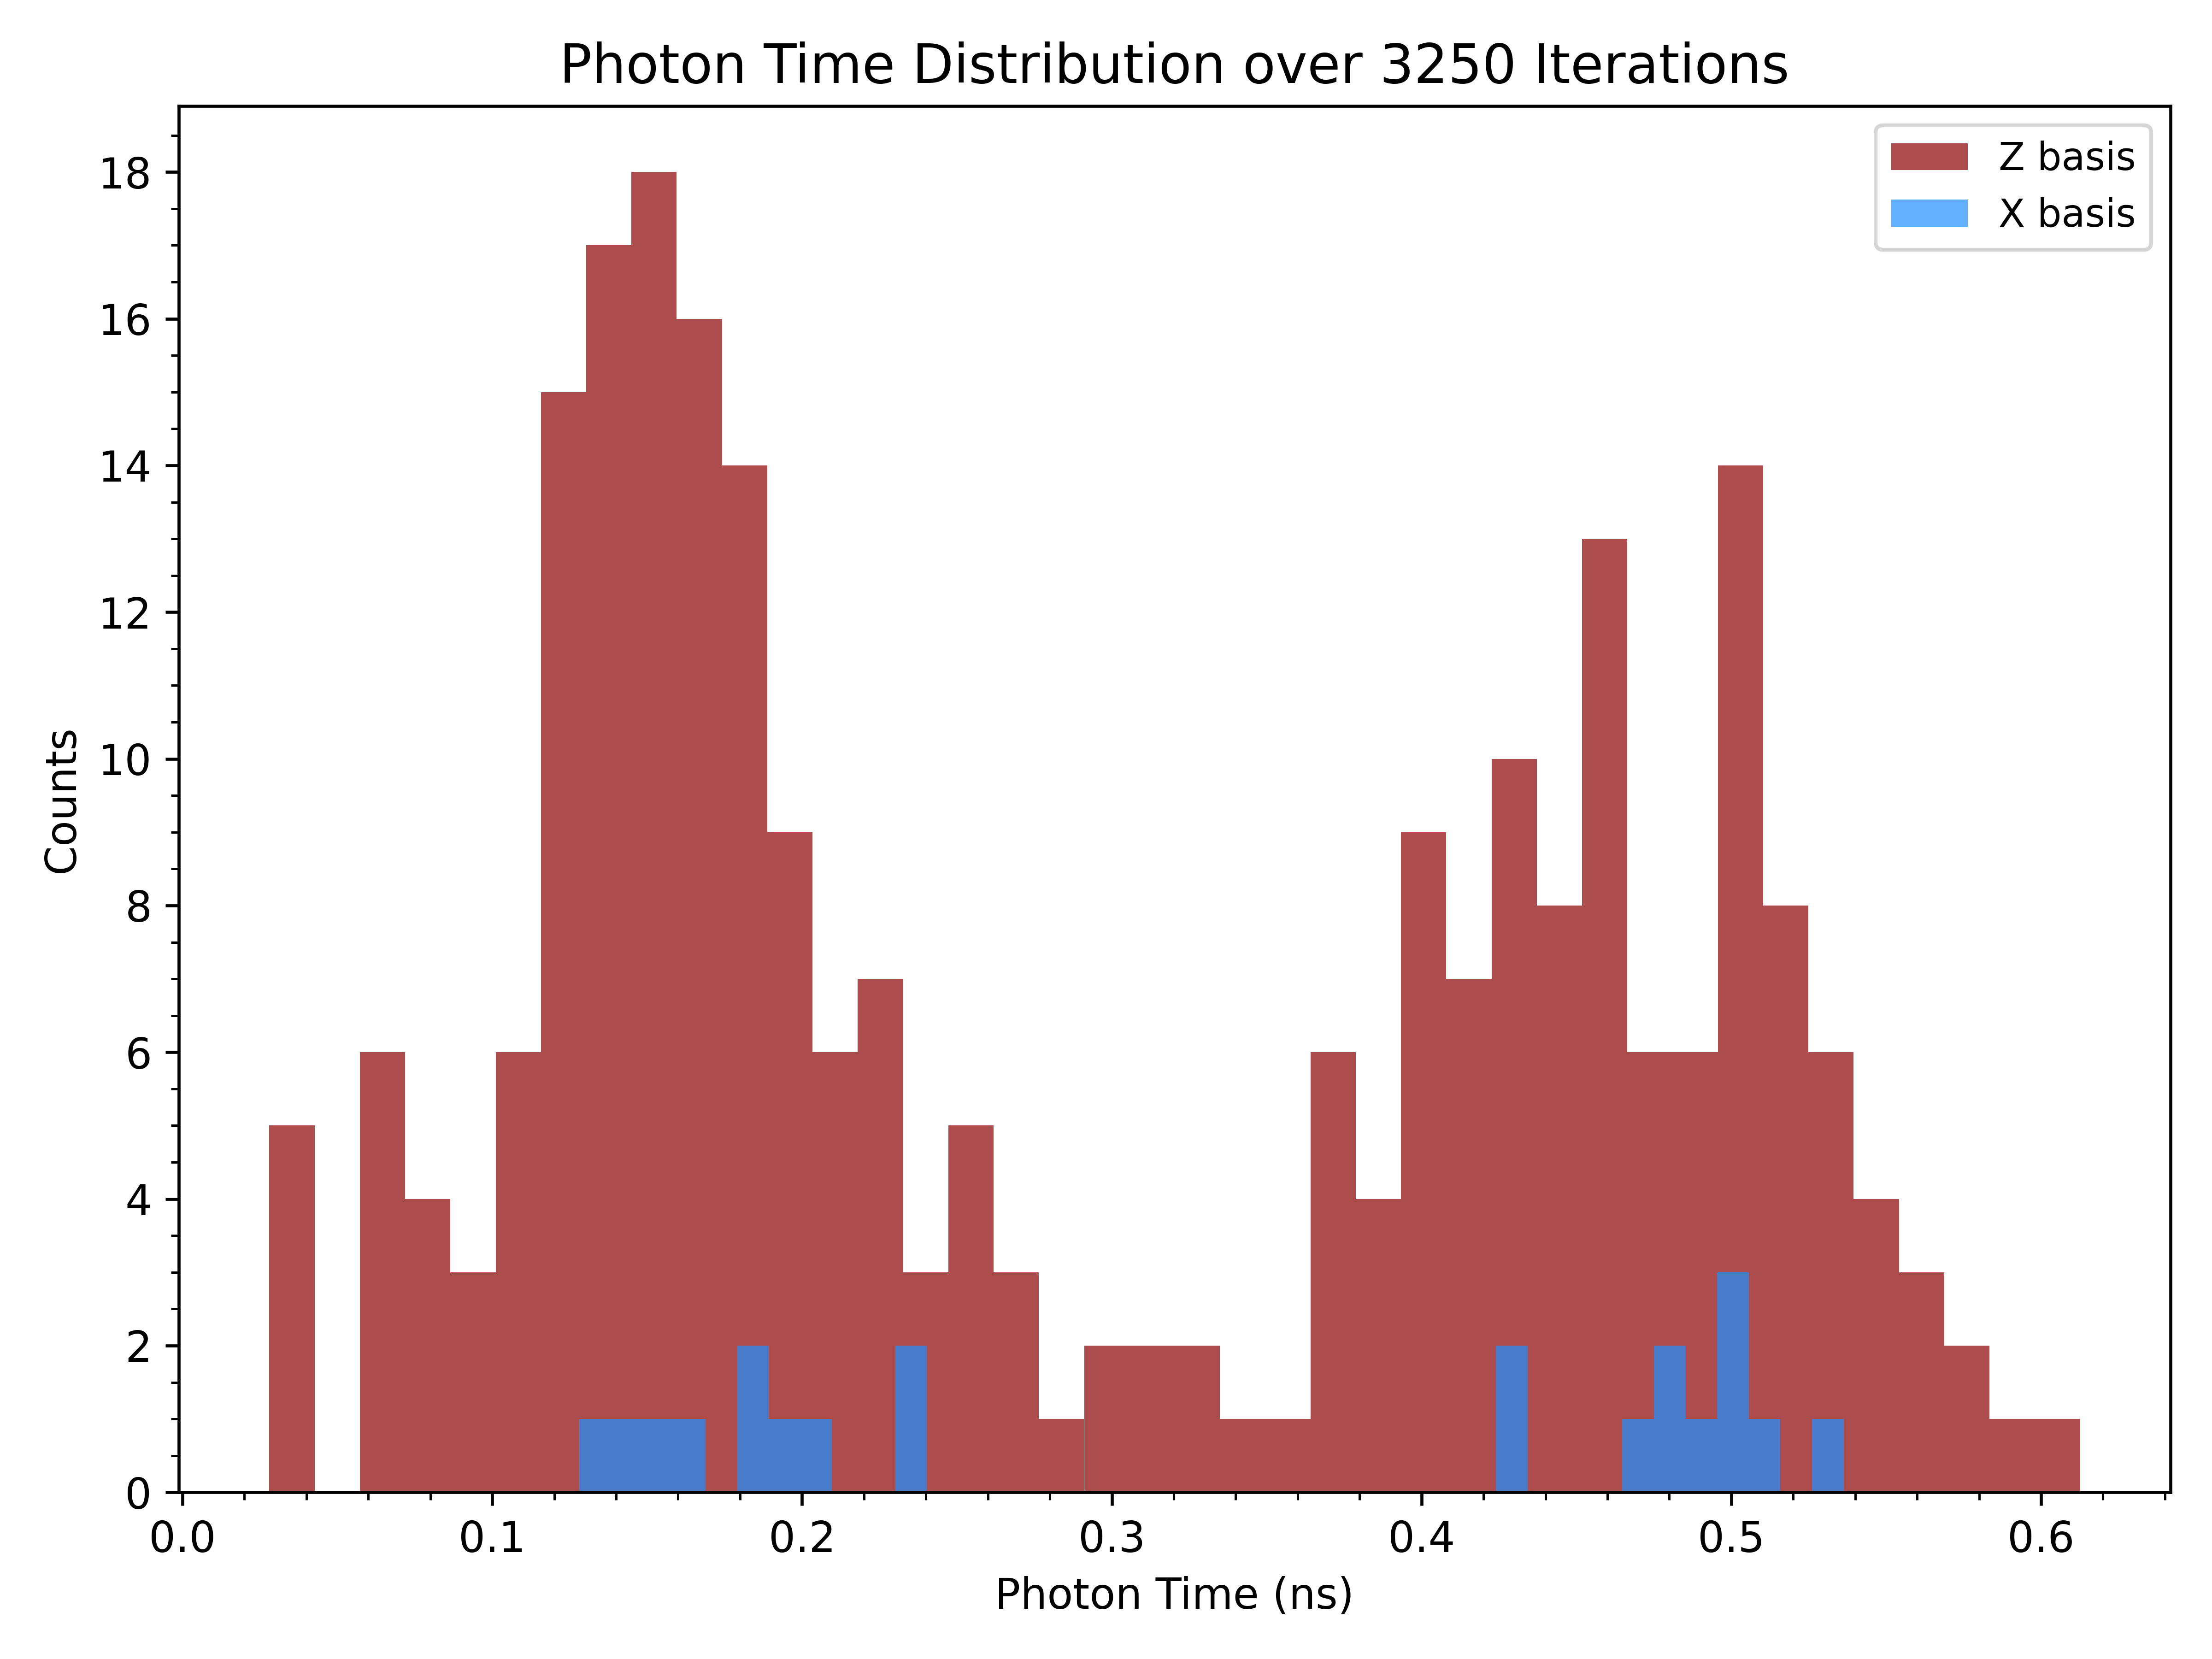 Photon Time Distribution over 3250 Iterations
Z basis
X basis
18
16
14
12
10
8
6
4
2
0
Counts
0.0 0.1 0.2 0.3 0.4 0.5 0.6
Photon Time (ns)